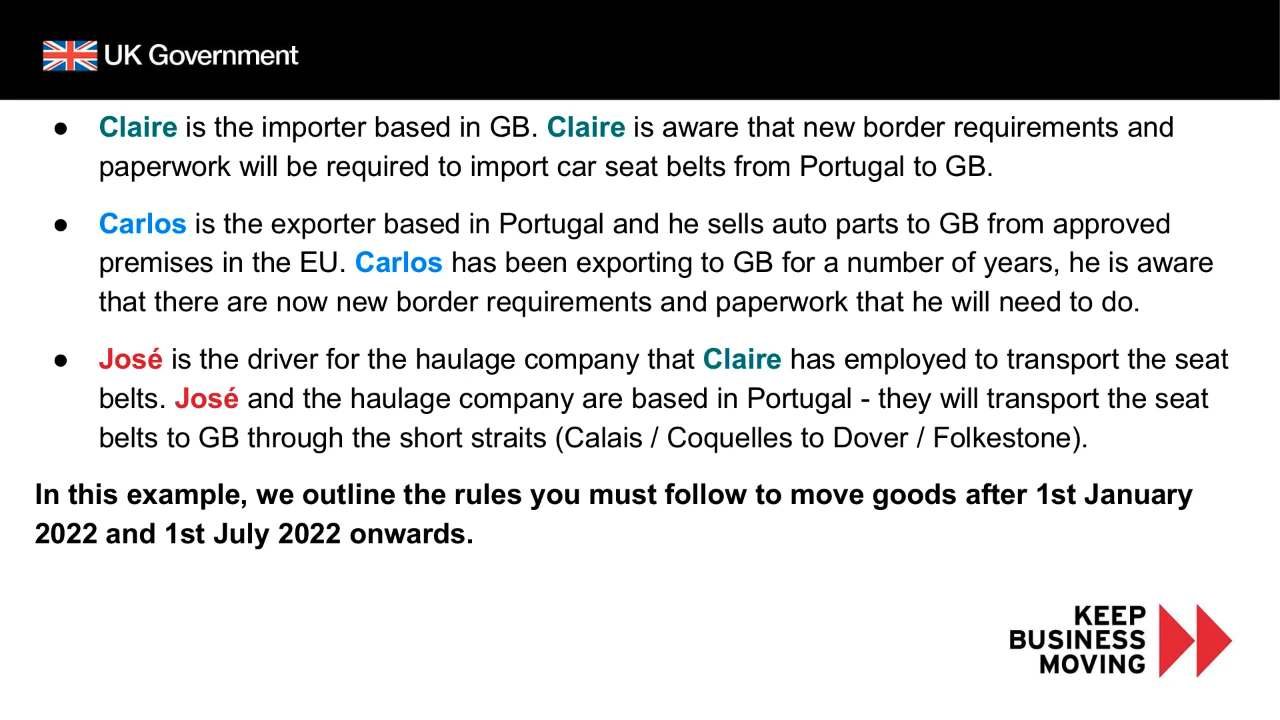 UK Government
● Claire is the importer based in GB. Claire is aware that new border requirements and
paperwork will be required to import car seat belts from Portugal to GB.
● Carlos is the exporter based in Portugal and he sells auto parts to GB from approved
premises in the EU. Carlos has been exporting to GB for a number of years, he is aware
that there are now new border requirements and paperwork that he will need to do.
● José is the driver for the haulage company that Claire has employed to transport the seat
belts. José and the haulage company are based in Portugal - they will transport the seat
belts to GB through the short straits (Calais / Coquelles to Dover / Folkestone).
In this example, we outline the rules you must follow to move goods after 1st January
2022 and 1st July 2022 onwards.
KEEP
BUSINESS
MOVING